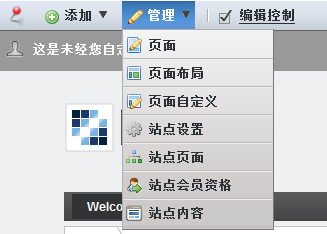 添加 管理 编辑控制
这是未经您自定
页面
页面布局
页面自定义
站点设置
站点页面
站点会员资格
站点内容
Welco